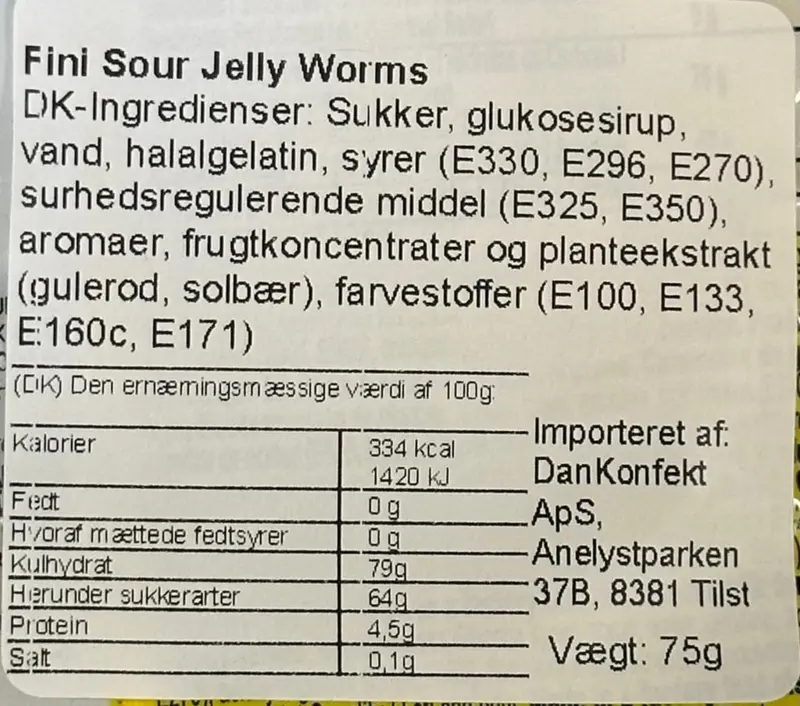 Fini Sour Jelly Worms
DK-Ingredienser: Sukker, glukosesirup,
vand, halalgelatin, syrer (E330, E296, E270),
surhedsregulerende middel (E325, E350),
aromaer, frugtkoncentrater og planteekstrakt
(gulerod, solbær), farvestoffer (E100, E133,
E160c, E171)
(DK) Den ernæmingsmæssige værdi af 100g:
Kalorier 334 kcal
1420 kJ
Fedt 0 g
Hvoraf mættede fedtsyrer 0 g
Kulhydrat 79g
Herunder sukkerarter 64g
Protein 4,5g
Salt 0,1g
Importeret af:
DanKonfekt
ApS,
Anelystparken
37B, 8381 Tilst
Vægt: 75g